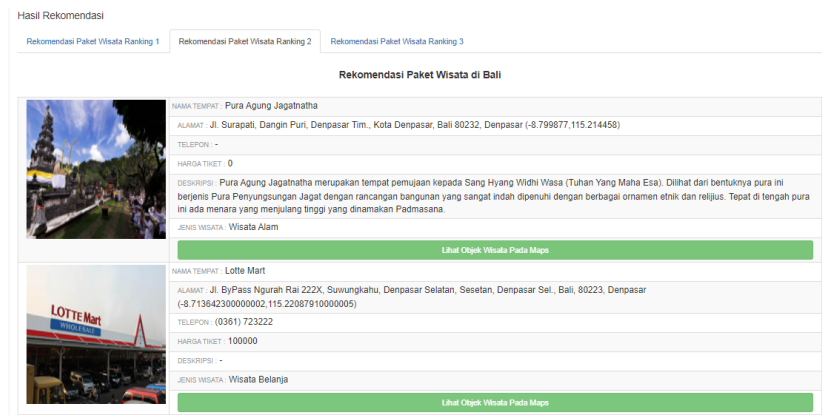 Hasil Rekomendasi
Rekomendasi Paket Wisata Ranking 1
Rekomendasi Paket Wisata Ranking 2
Rekomendasi Paket Wisata Ranking 3
Rekomendasi Paket Wisata di Bali
NAMA TEMPAT : Pura Agung Jagatnatha
ALAMAT : Jl. Surapati, Dangin Puri, Denpasar Tim., Kota Denpasar, Bali 80232, Denpasar (-8.799877,115.214458)
TELEPON : -
HARGA TIKET : 0
DESKRIPSI : Pura Agung Jagatnatha merupakan tempat pemujaan kepada Sang Hyang Widhi Wasa (Tuhan Yang Maha Esa). Dilihat dari bentuknya pura ini
berjenis Pura Penyungsungan Jagat dengan rancangan bangunan yang sangat indah dipenuhi dengan berbagai ornamen etnik dan relijius. Tepat di tengah pura
ini ada menara yang menjulang tinggi yang dinamakan Padmasana.
JENIS WISATA : Wisata Alam
Lihat Objek Wisata Pada Maps
LOTTE Mart
WHOLESALE
NAMA TEMPAT : Lotte Mart
ALAMAT : Jl. ByPass Ngurah Rai 222X, Suwungkahu, Denpasar Selatan, Sesetan, Denpasar Sel., Bali, 80223, Denpasar
(-8.713642300000002,115.22087910000005)
TELEPON : (0361) 723222
HARGA TIKET : 100000
DESKRIPSI : -
JENIS WISATA : Wisata Belanja
Lihat Objek Wisata Pada Maps